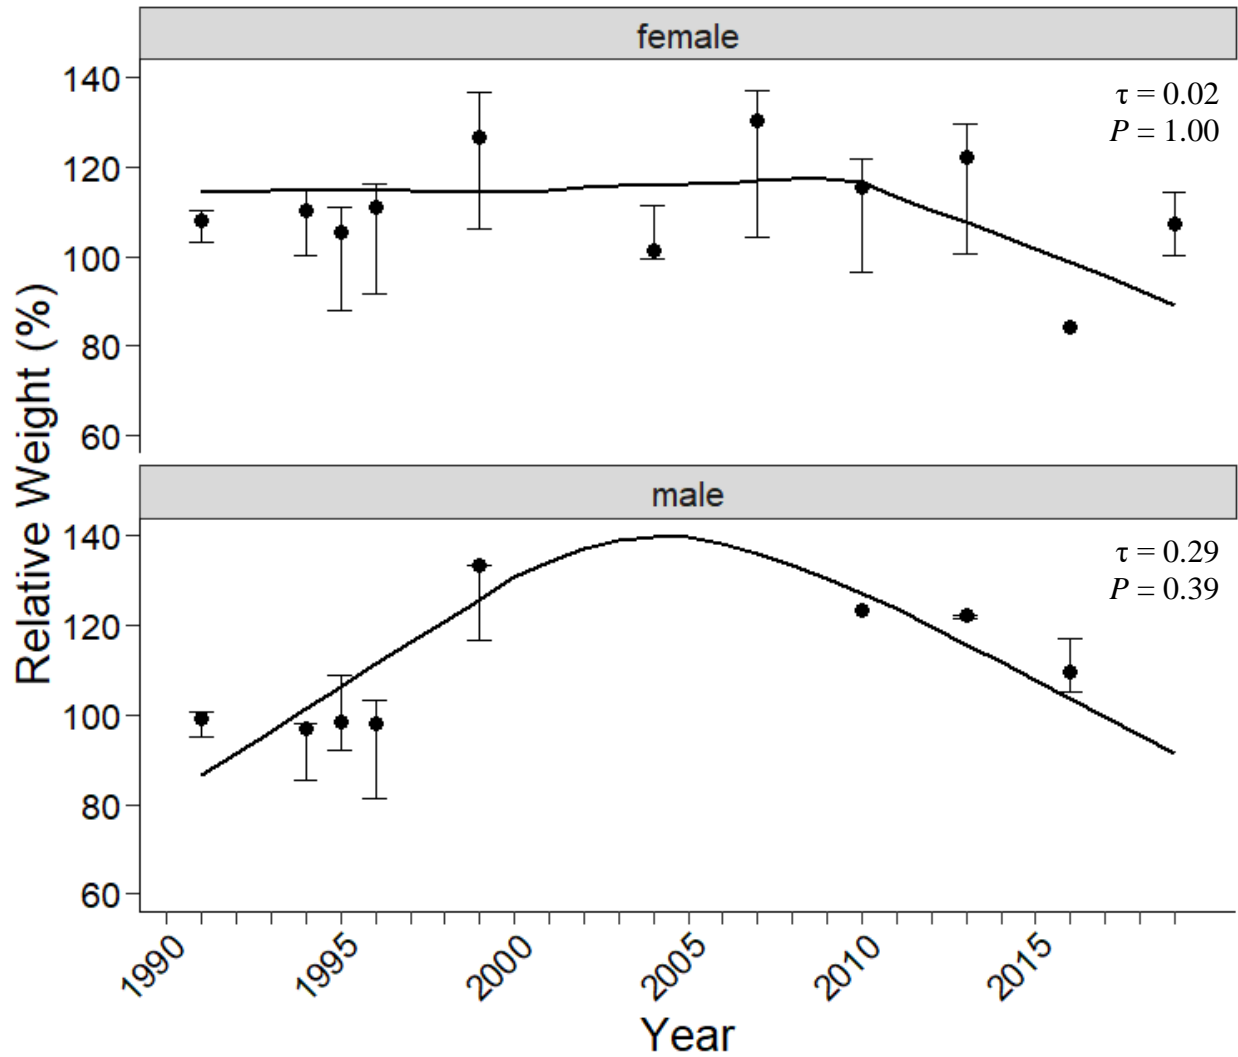 female
140
120
100
80
60
τ = 0.02
P = 1.00
Relative Weight (%)
male
140
120
100
80
60
τ = 0.29
P = 0.39
1990
1995
2000
2005
2010
2015
Year